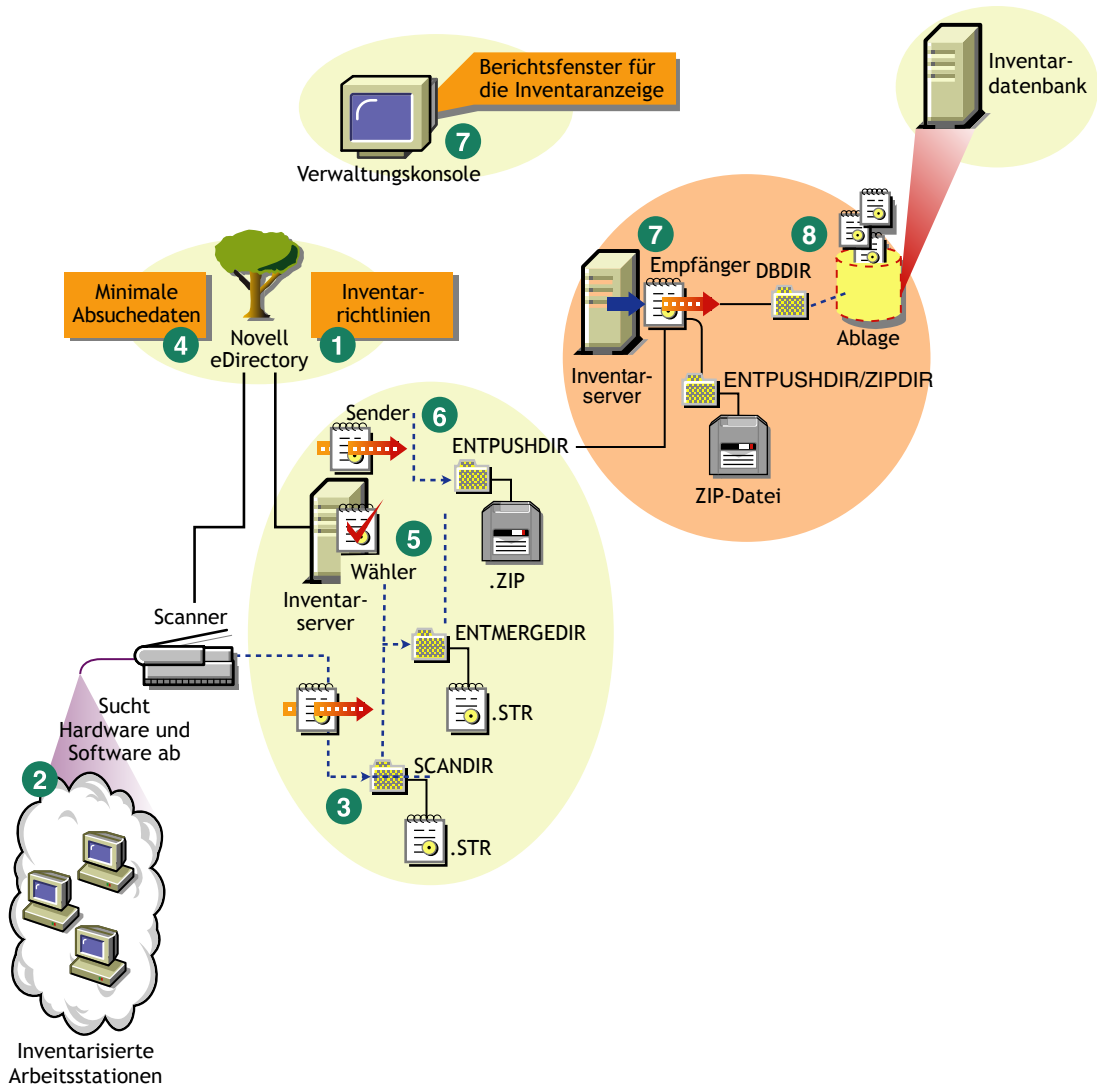 Berichtsfenster für
die Inventaranzeige
7
Verwaltungskonsole
Inventar-
datenbank
Minimale
Absuchedaten
4
Novell
eDirectory
Inventar-
richtlinien
1
7
Empfänger
DBDIR
8
Ablage
Inventar-
server
ENTPUSHDIR/ZIPDIR
ZIP-Datei
Sender
6
ENTPUSHDIR
.ZIP
5
Wähler
Inventar-
server
ENTMERGEDIR
.STR
Scanner
Sucht
Hardware und
Software ab
SCANDIR
3
.STR
2
Inventarisierte
Arbeitsstationen